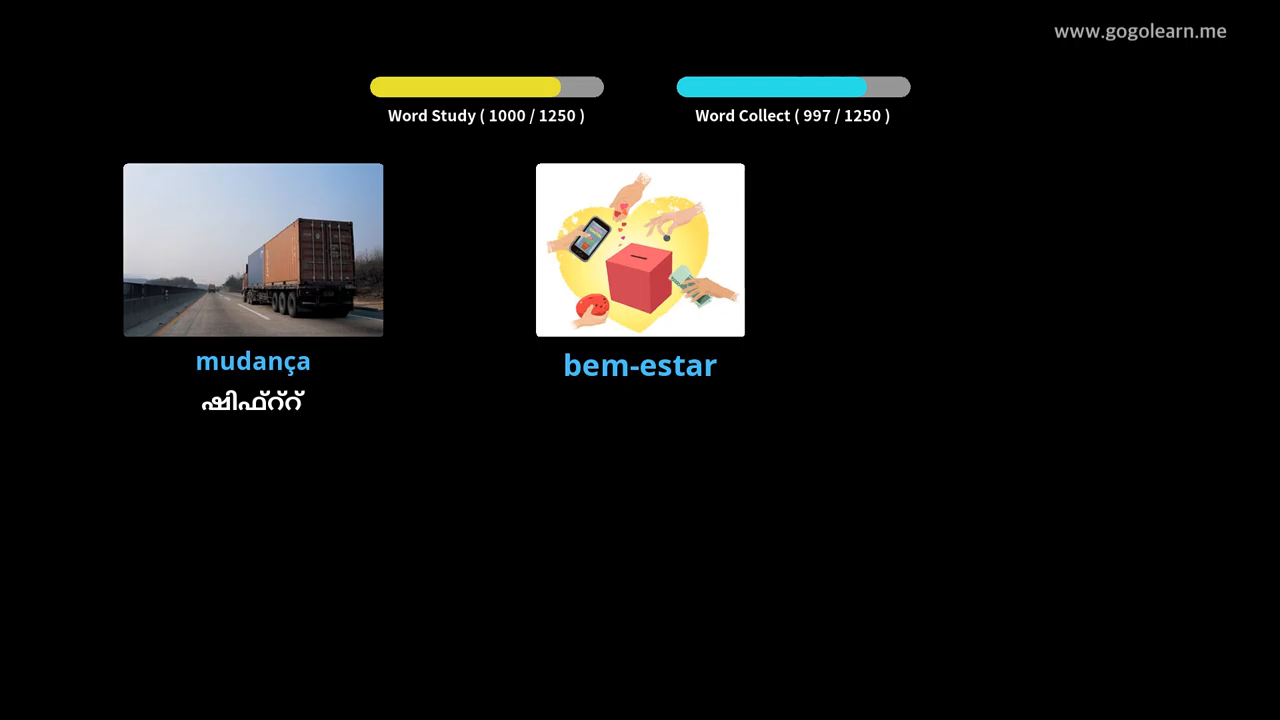 www.gogolearn.me
Word Study ( 1000 / 1250 )
Word Collect ( 997 / 1250 )
mudança
bem-estar
ഷിഫ്റ്റ്